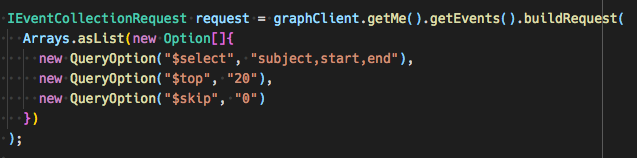 IEventCollectionRequest request = graphClient.getMe().getEvents().buildRequest(
  Arrays.asList(new Option[]{
    new QueryOption("$select", "subject,start,end"),
    new QueryOption("$top", "20"),
    new QueryOption("$skip", "0")
  })
);